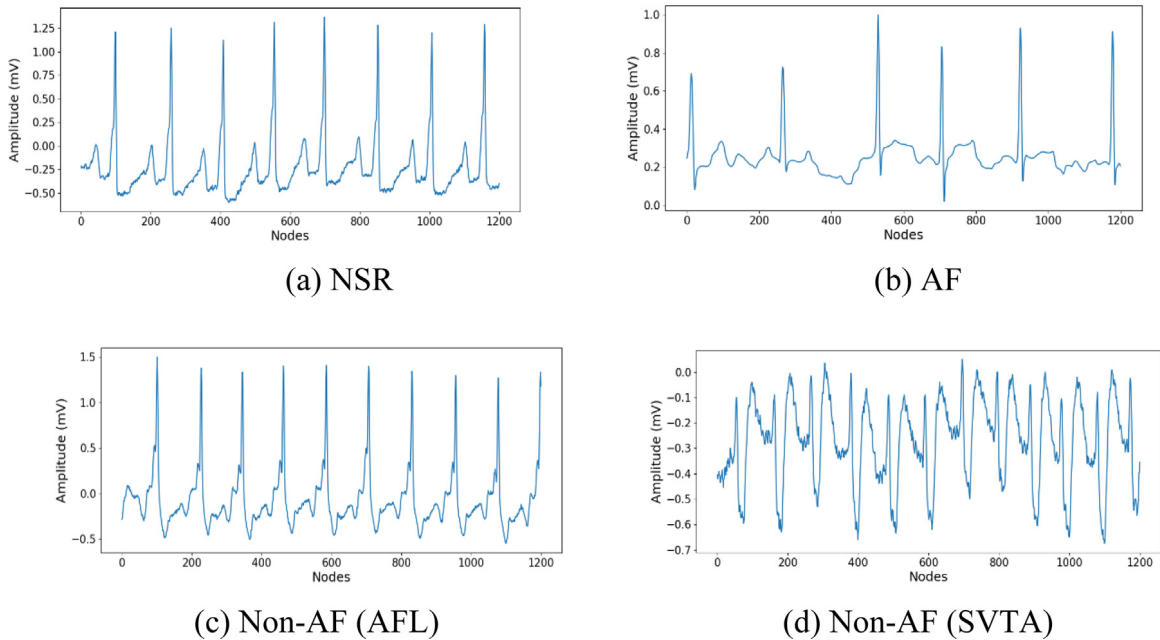 Amplitude (mV)
1.25
1.00
0.75
0.50
0.25
0.00
−0.25
−0.50
0 200 400 600 800 1000 1200
Nodes
(a) NSR
Amplitude (mV)
1.0
0.8
0.6
0.4
0.2
0.0
0 200 400 600 800 1000 1200
Nodes
(b) AF
Amplitude (mV)
1.5
1.0
0.5
0.0
−0.5
0 200 400 600 800 1000 1200
Nodes
(c) Non-AF (AFL)
Amplitude (mV)
0.0
−0.1
−0.2
−0.3
−0.4
−0.5
−0.6
−0.7
0 200 400 600 800 1000 1200
Nodes
(d) Non-AF (SVTA)